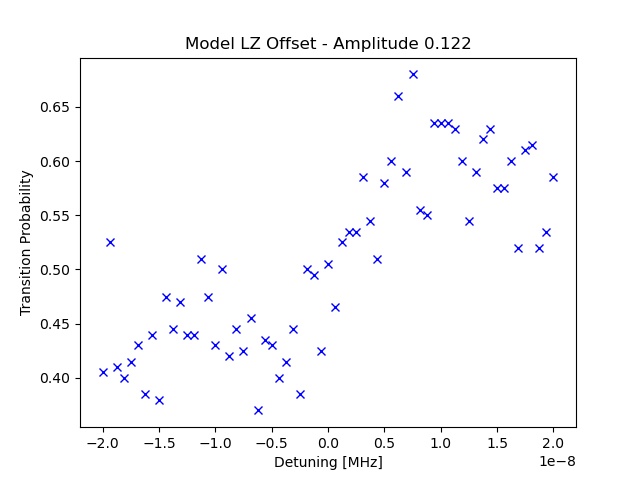 Model LZ Offset - Amplitude 0.122
Transition Probability
0.65
0.60
0.55
0.50
0.45
0.40
−2.0 −1.5 −1.0 −0.5 0.0 0.5 1.0 1.5 2.0
1e−8
Detuning [MHz]